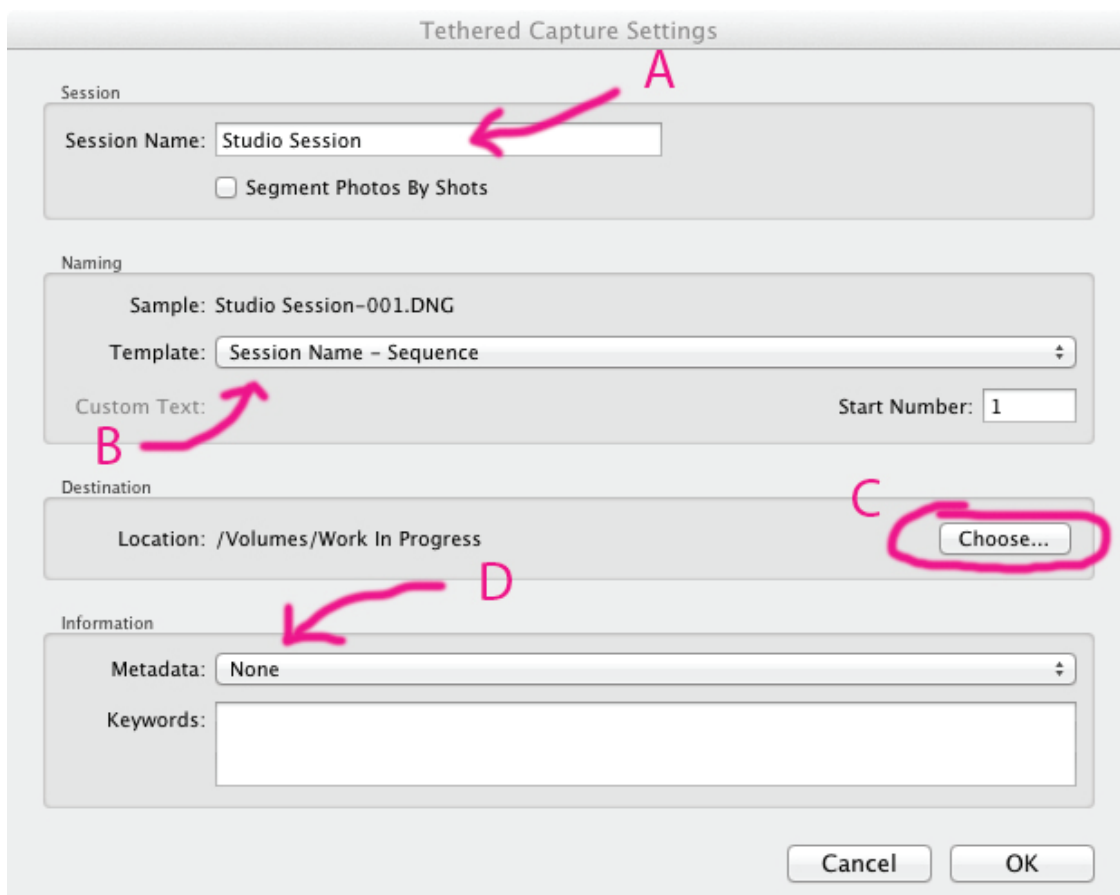 Tethered Capture Settings
A
Session
Session Name: Studio Session
Segment Photos By Shots
Naming
Sample: Studio Session-001.DNG
Template: Session Name - Sequence
Custom Text: Start Number: 1
B
Destination
C
Location: /Volumes/Work In Progress Choose...
D
Information
Metadata: None
Keywords:
Cancel OK